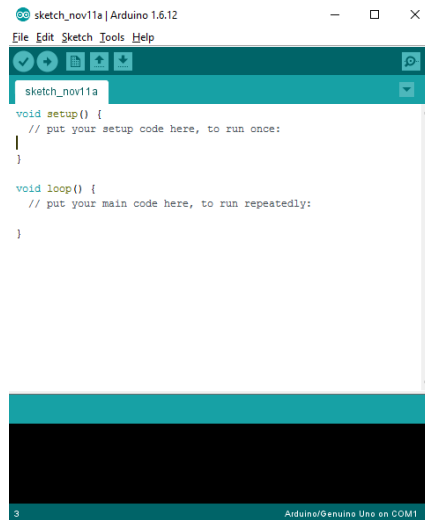 sketch_nov11a | Arduino 1.6.12
File Edit Sketch Tools Help
sketch_nov11a
void setup() {
// put your setup code here, to run once:
}
void loop() {
// put your main code here, to run repeatedly:
}
3 Arduino/Genuino Uno on COM1